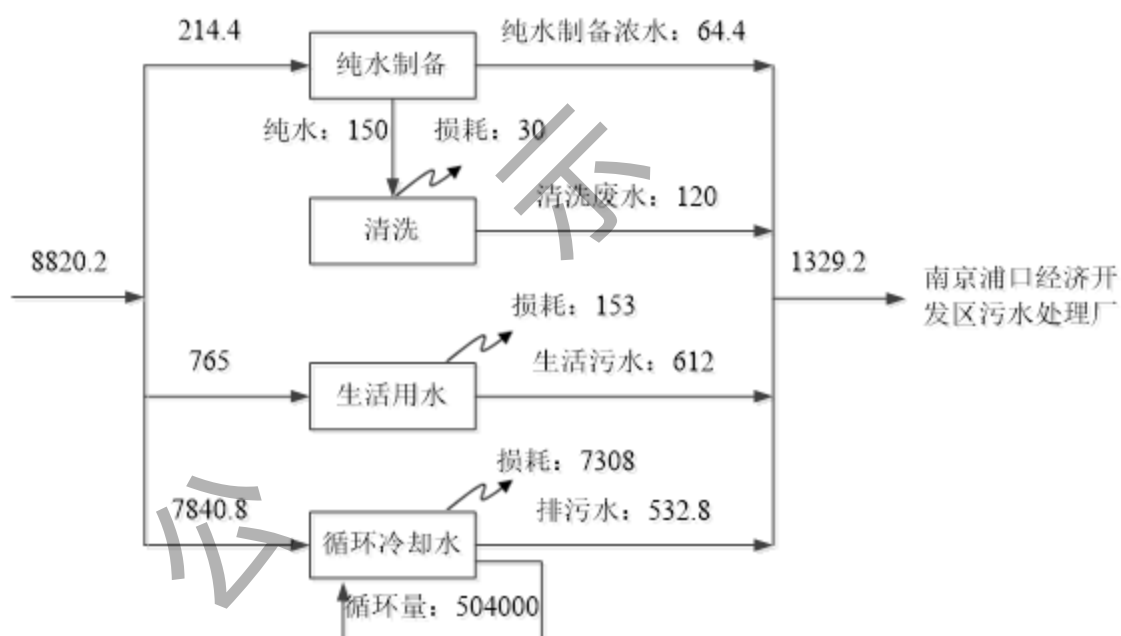 214.4
纯水制备
纯水制备浓水：64.4
纯水：150
损耗：30
清洗
清洗废水：120
8820.2
1329.2
南京浦口经济开
发区污水处理厂
损耗：153
765
生活用水
生活污水：612
损耗：7308
7840.8
循环冷却水
排污水：532.8
循环量：504000
公示